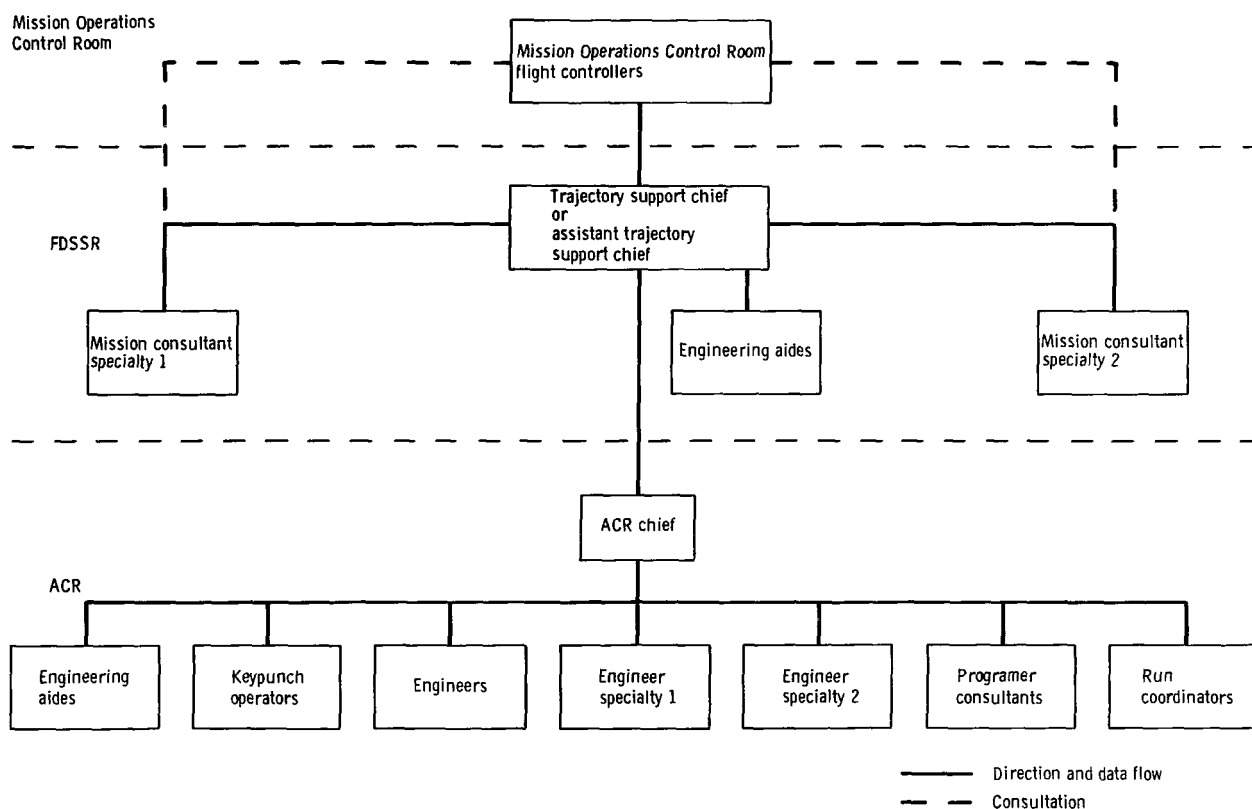 Mission Operations
Control Room
Mission Operations Control Room
flight controllers
Trajectory support chief
or
assistant trajectory
support chief
FDSSR
Mission consultant
specialty 1
Engineering aides
Mission consultant
specialty 2
ACR chief
ACR
Engineering
aides
Keypunch
operators
Engineers
Engineer
specialty 1
Engineer
specialty 2
Programer
consultants
Run
coordinators
Direction and data flow
Consultation